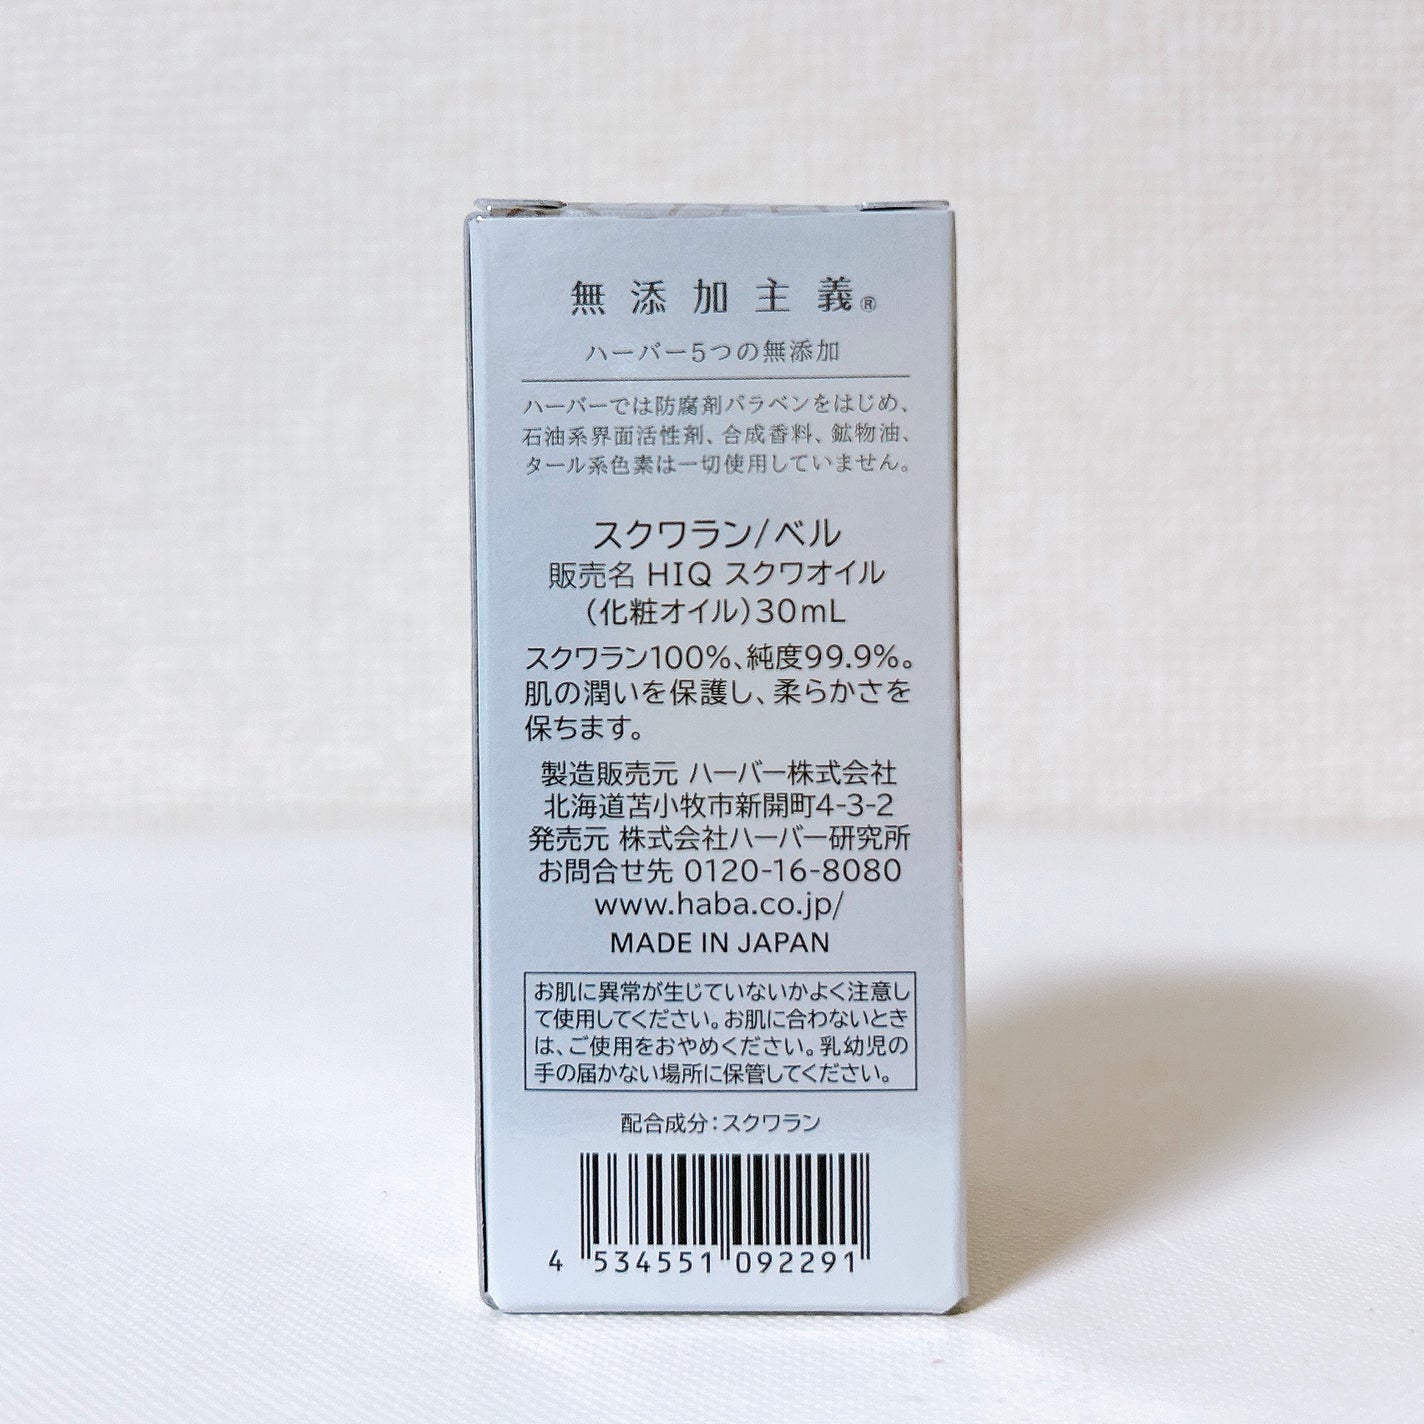 無添加主義®
ハーバー5つの無添加
ハーバーでは防腐剤パラベンをはじめ、
石油系界面活性剤、合成香料、鉱物油、
タール系色素は一切使用していません。
スクワラン/ベル
販売名 HIQ スクワオイル
(化粧オイル)30mL
スクワラン100%、純度99.9%。
肌の潤いを保護し、柔らかさを
保ちます。
製造販売元 ハーバー株式会社
北海道苫小牧市新開町4-3-2
発売元 株式会社ハーバー研究所
お問合せ先 0120-16-8080
www.haba.co.jp/
MADE IN JAPAN
お肌に異常が生じていないかよく注意し
て使用してください。お肌に合わないとき
は、ご使用をおやめください。乳幼児の
手の届かない場所に保管してください。
配合成分:スクワラン
4 534551 092291